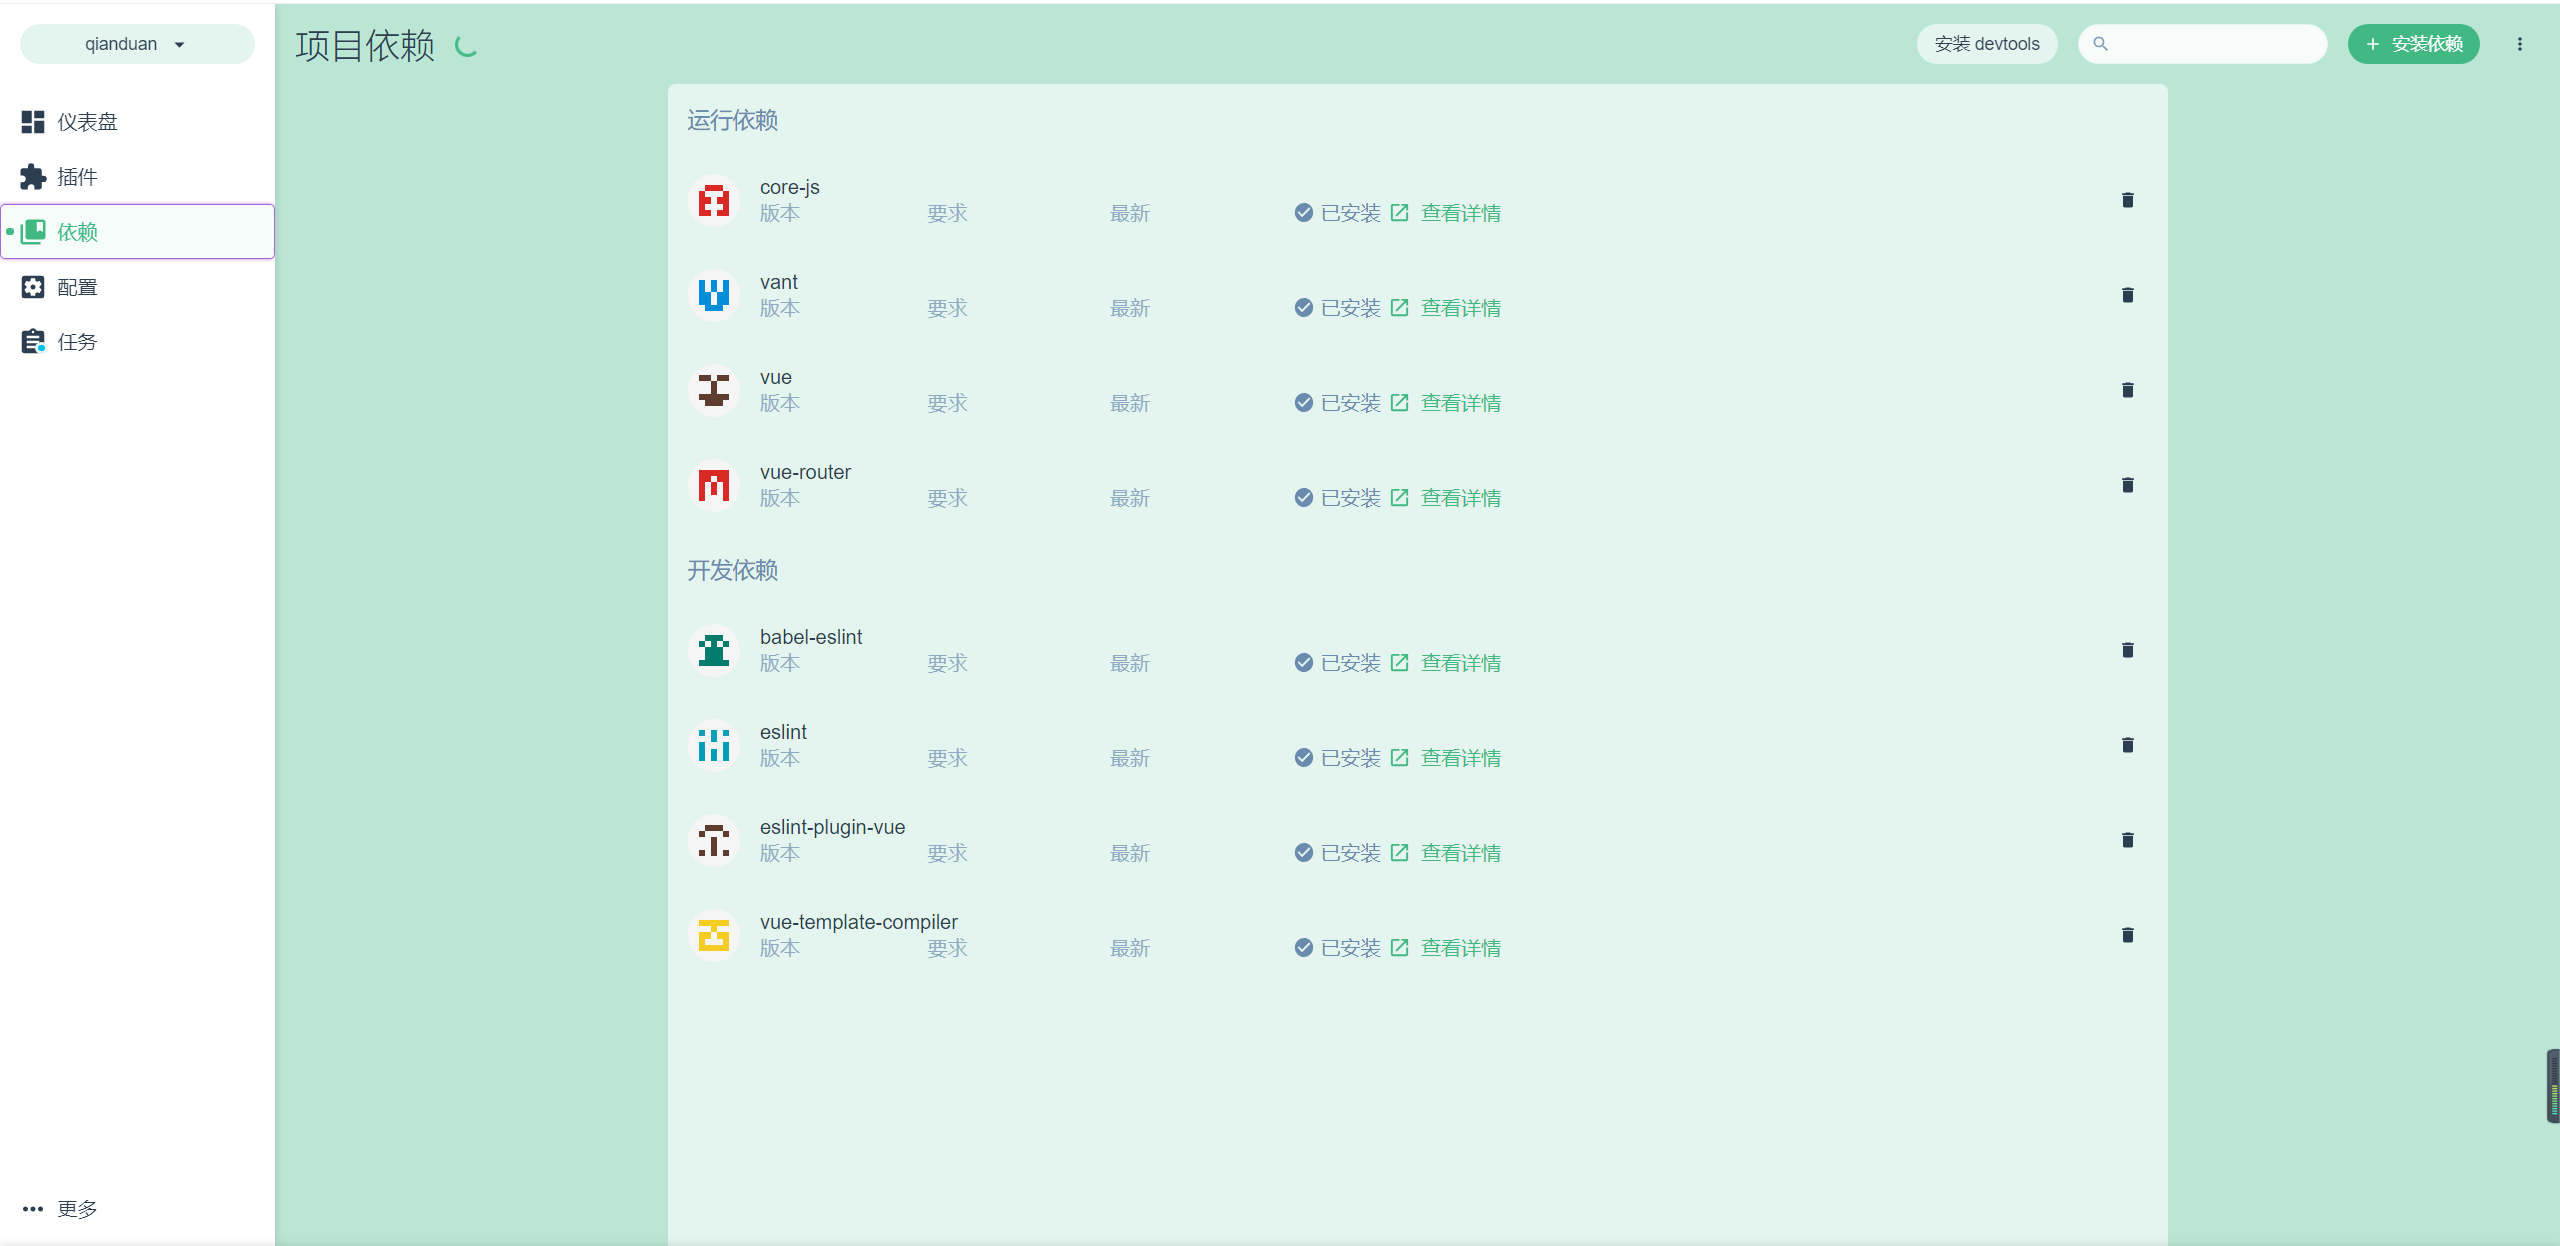 qianduan
仪表盘
插件
依赖
配置
任务
更多
项目依赖
安装 devtools
安装依赖
运行依赖
core-js
版本 要求 最新 已安装 查看详情
vant
版本 要求 最新 已安装 查看详情
vue
版本 要求 最新 已安装 查看详情
vue-router
版本 要求 最新 已安装 查看详情
开发依赖
babel-eslint
版本 要求 最新 已安装 查看详情
eslint
版本 要求 最新 已安装 查看详情
eslint-plugin-vue
版本 要求 最新 已安装 查看详情
vue-template-compiler
版本 要求 最新 已安装 查看详情